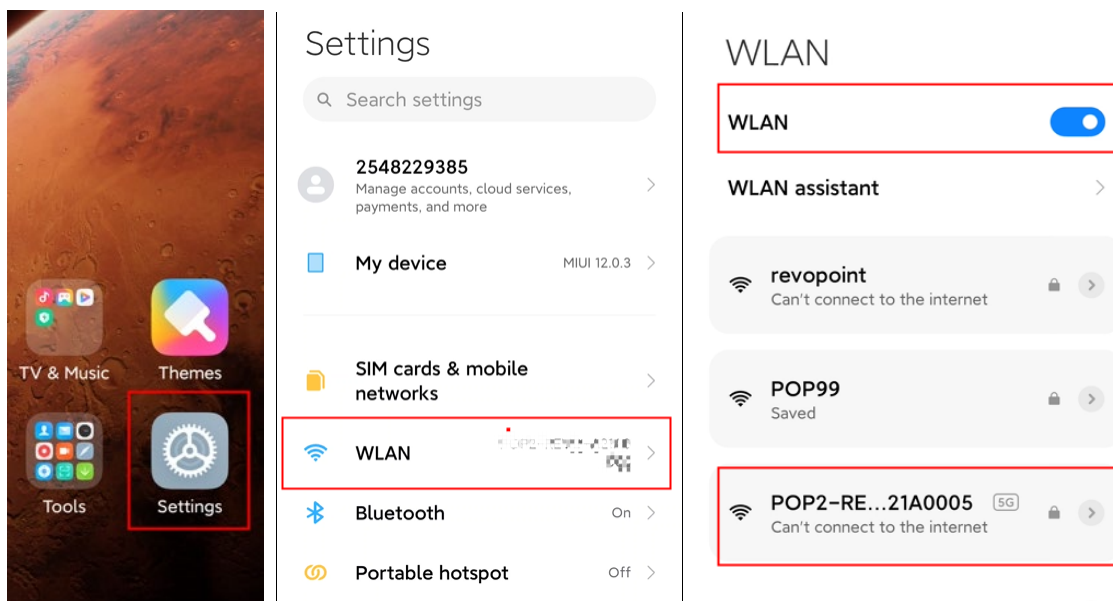 TV & Music
Themes
Tools
Settings
Settings
Search settings
2548229385
Manage accounts, cloud services,
payments, and more
My device
MIUI 12.0.3
SIM cards & mobile
networks
WLAN
Bluetooth
On
Portable hotspot
Off
WLAN
WLAN
WLAN assistant
revopoint
Can't connect to the internet
POP99
Saved
POP2-RE...21A0005
5G
Can't connect to the internet